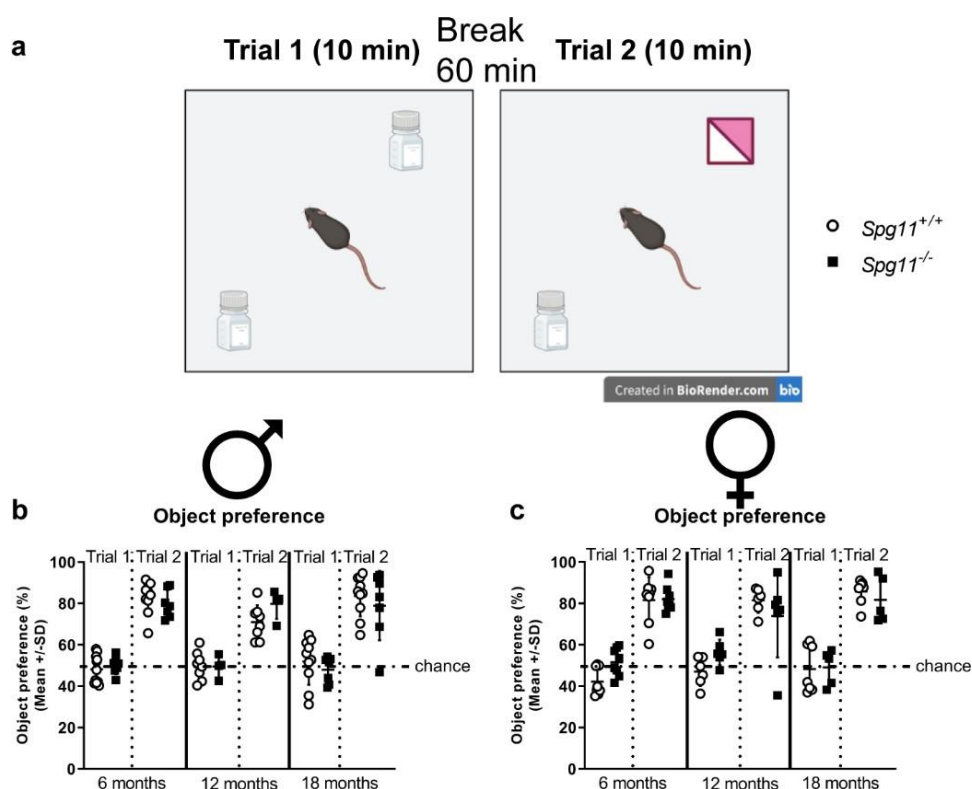 a
Trial 1 (10 min)
Break
60 min
Trial 2 (10 min)
Spg11+/+
Spg11-/-
Created in BioRender.com bio
b
Object preference
Trial 1 Trial 2 Trial 1 Trial 2 Trial 1 Trial 2
Object preference (%)
(Mean +/-SD)
100
80
60
40
20
0
chance
6 months 12 months 18 months
c
Object preference
Trial 1 Trial 2 Trial 1 Trial 2 Trial 1 Trial 2
Object preference (%)
(Mean +/-SD)
100
80
60
40
20
0
chance
6 months 12 months 18 months